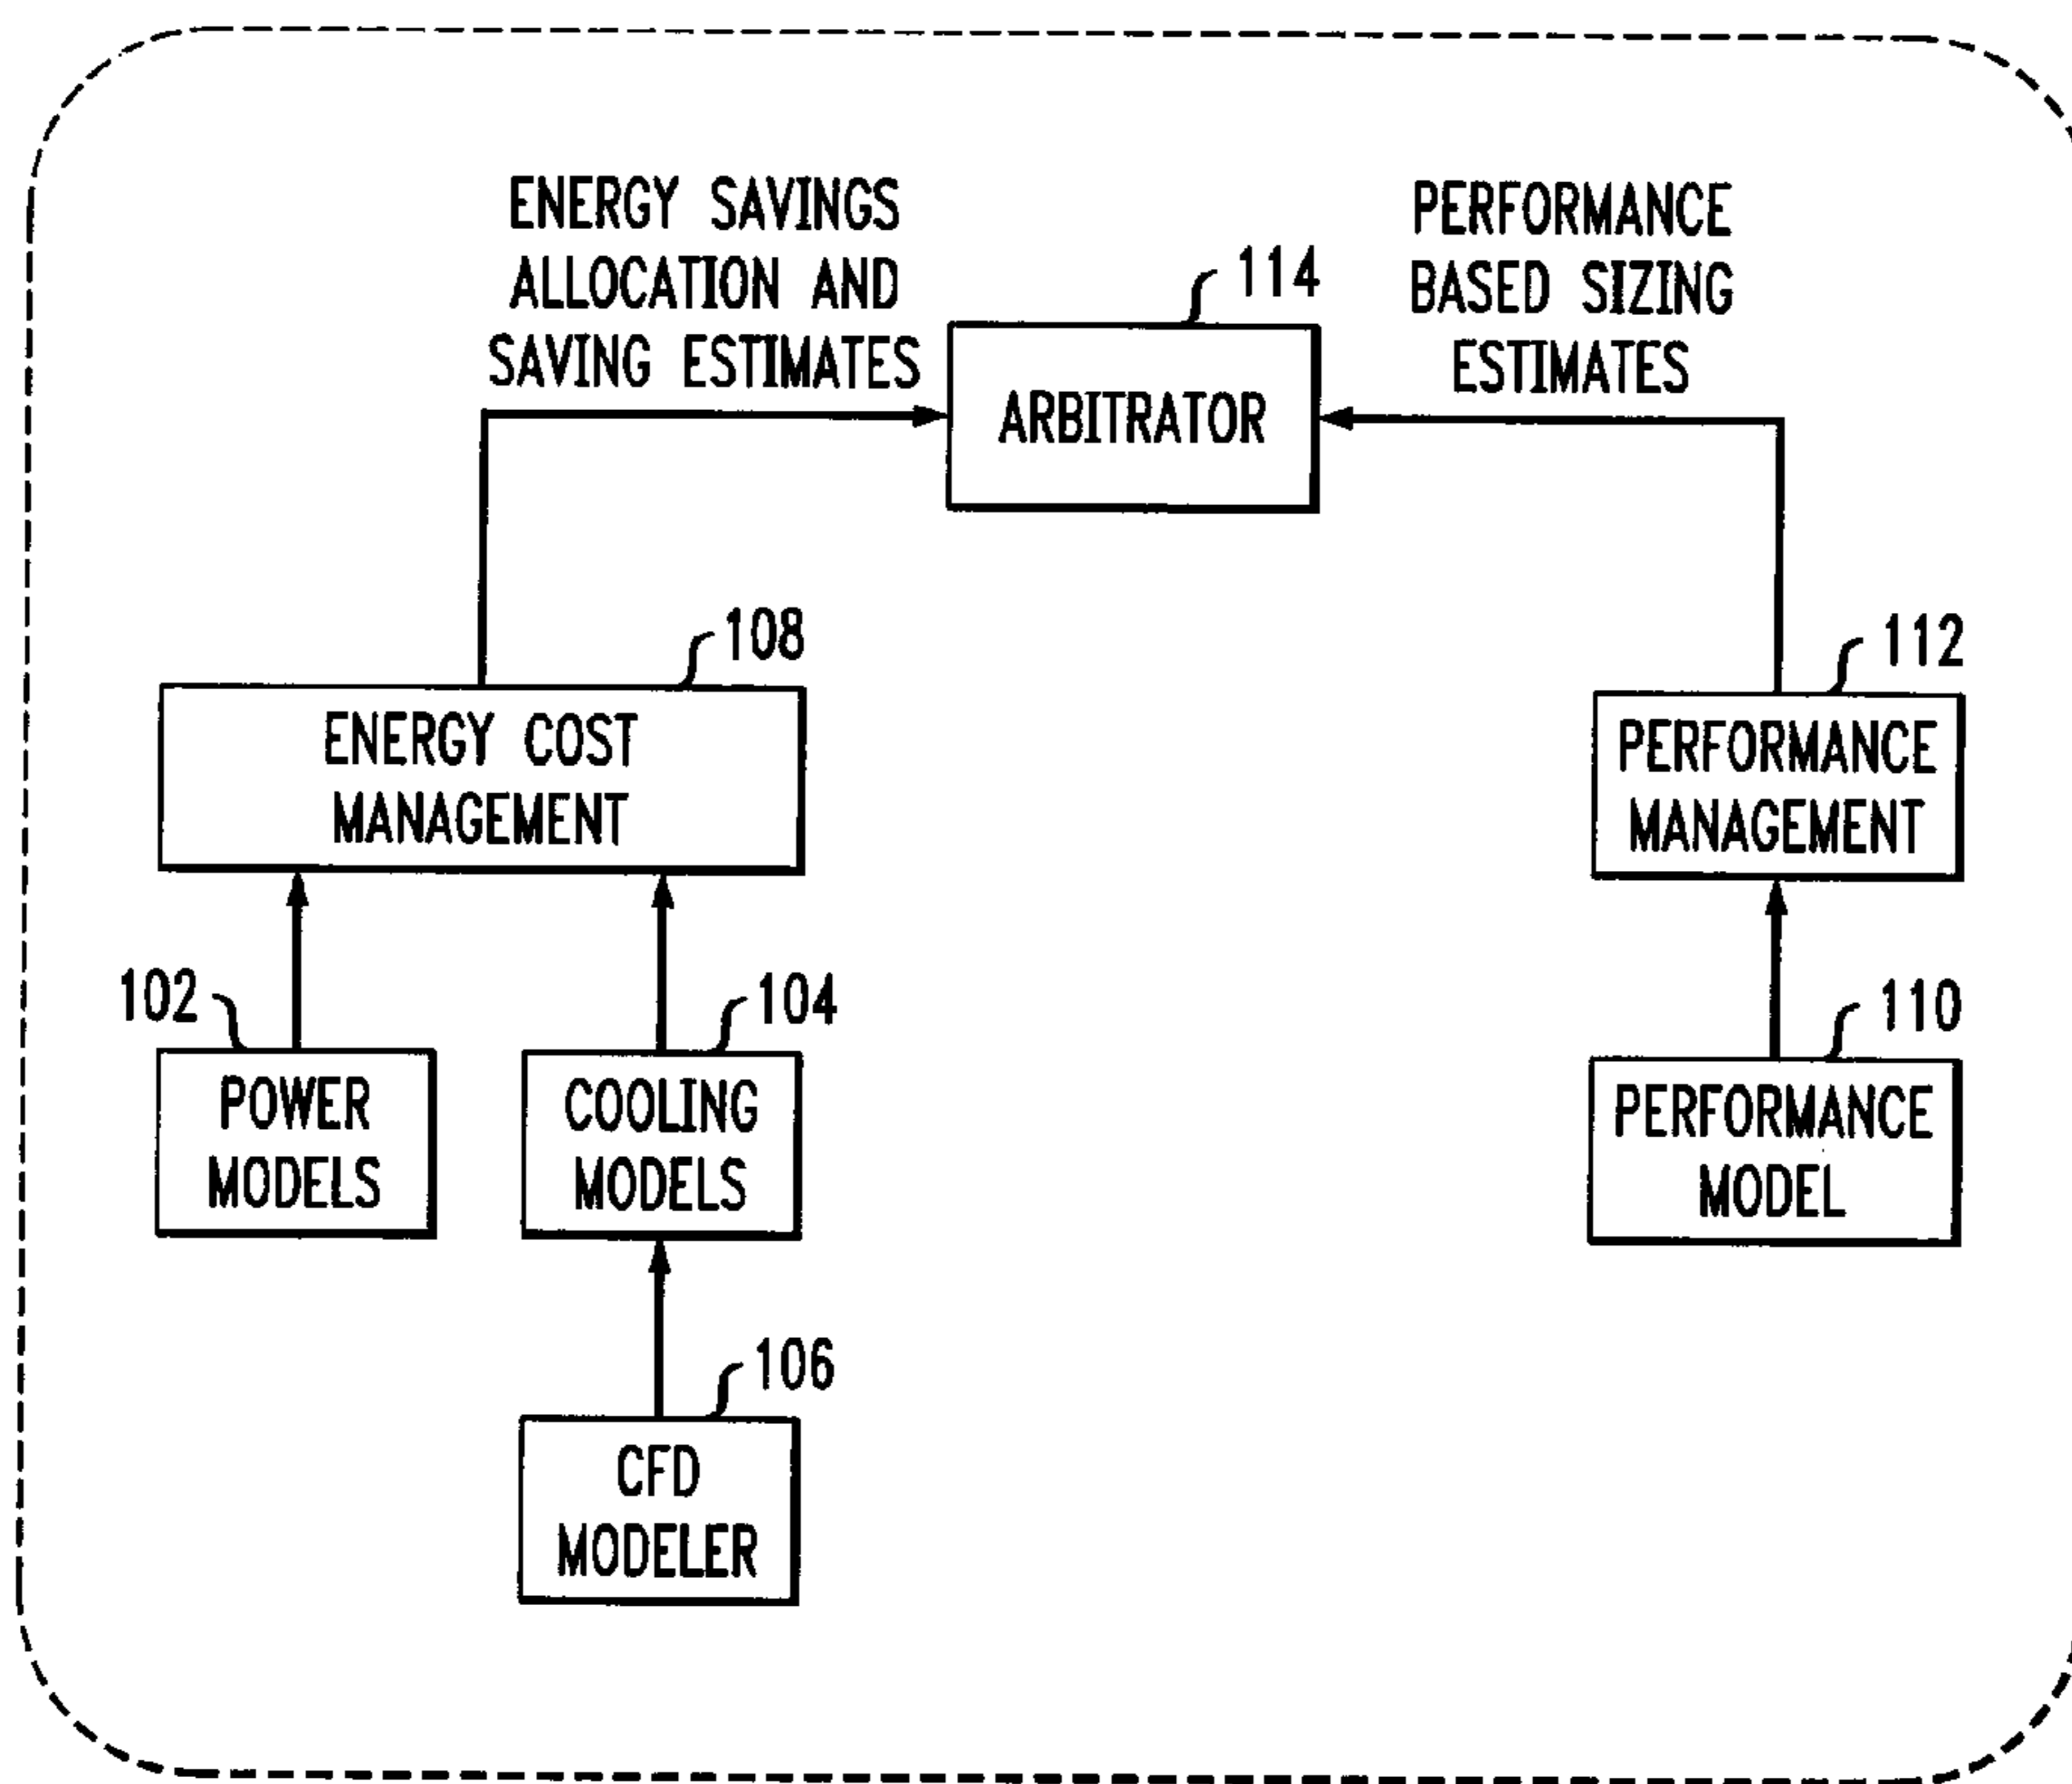 ENERGY SAVINGS
ALLOCATION AND
SAVING ESTIMATES
PERFORMANCE
BASED SIZING
ESTIMATES
114
ARBITRATOR
108
ENERGY COST
MANAGEMENT
112
PERFORMANCE
MANAGEMENT
102
POWER
MODELS
104
COOLING
MODELS
110
PERFORMANCE
MODEL
106
CFD
MODELER